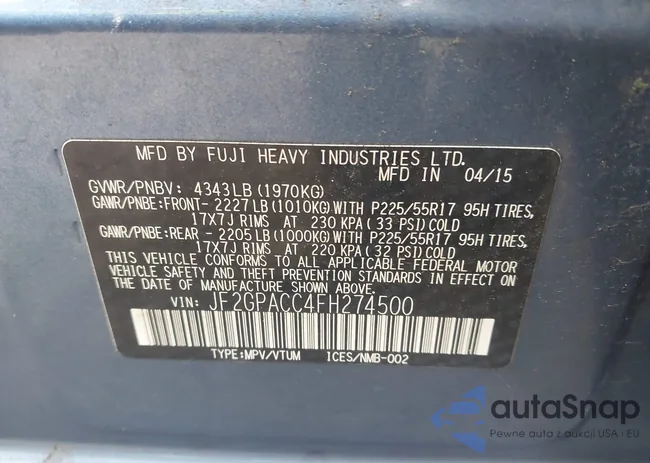 MFD BY FUJI HEAVY INDUSTRIES LTD.
MFD IN 04/15
GVWR/PNBV: 4343LB (1970KG)
GAWR/PNBE:FRONT- 2227LB (1010KG) WITH P225/55R17 95H TIRES,
17X7J RIMS AT 230 KPA (33 PSI) COLD
GAWR/PNBE:REAR - 2205LB (1000KG) WITH P225/55R17 95H TIRES,
17X7J RIMS AT 220 KPA (32 PSI) COLD
THIS VEHICLE CONFORMS TO ALL APPLICABLE FEDERAL MOTOR
VEHICLE SAFETY AND THEFT PREVENTION STANDARDS IN EFFECT ON
THE DATE OF MANUFACTURE SHOWN ABOVE.
VIN: JF2GPACC4FH274500
TYPE:MPV/VTUM ICES/NMB-002
autaSnap
Pewne auta z aukcji USA i EU